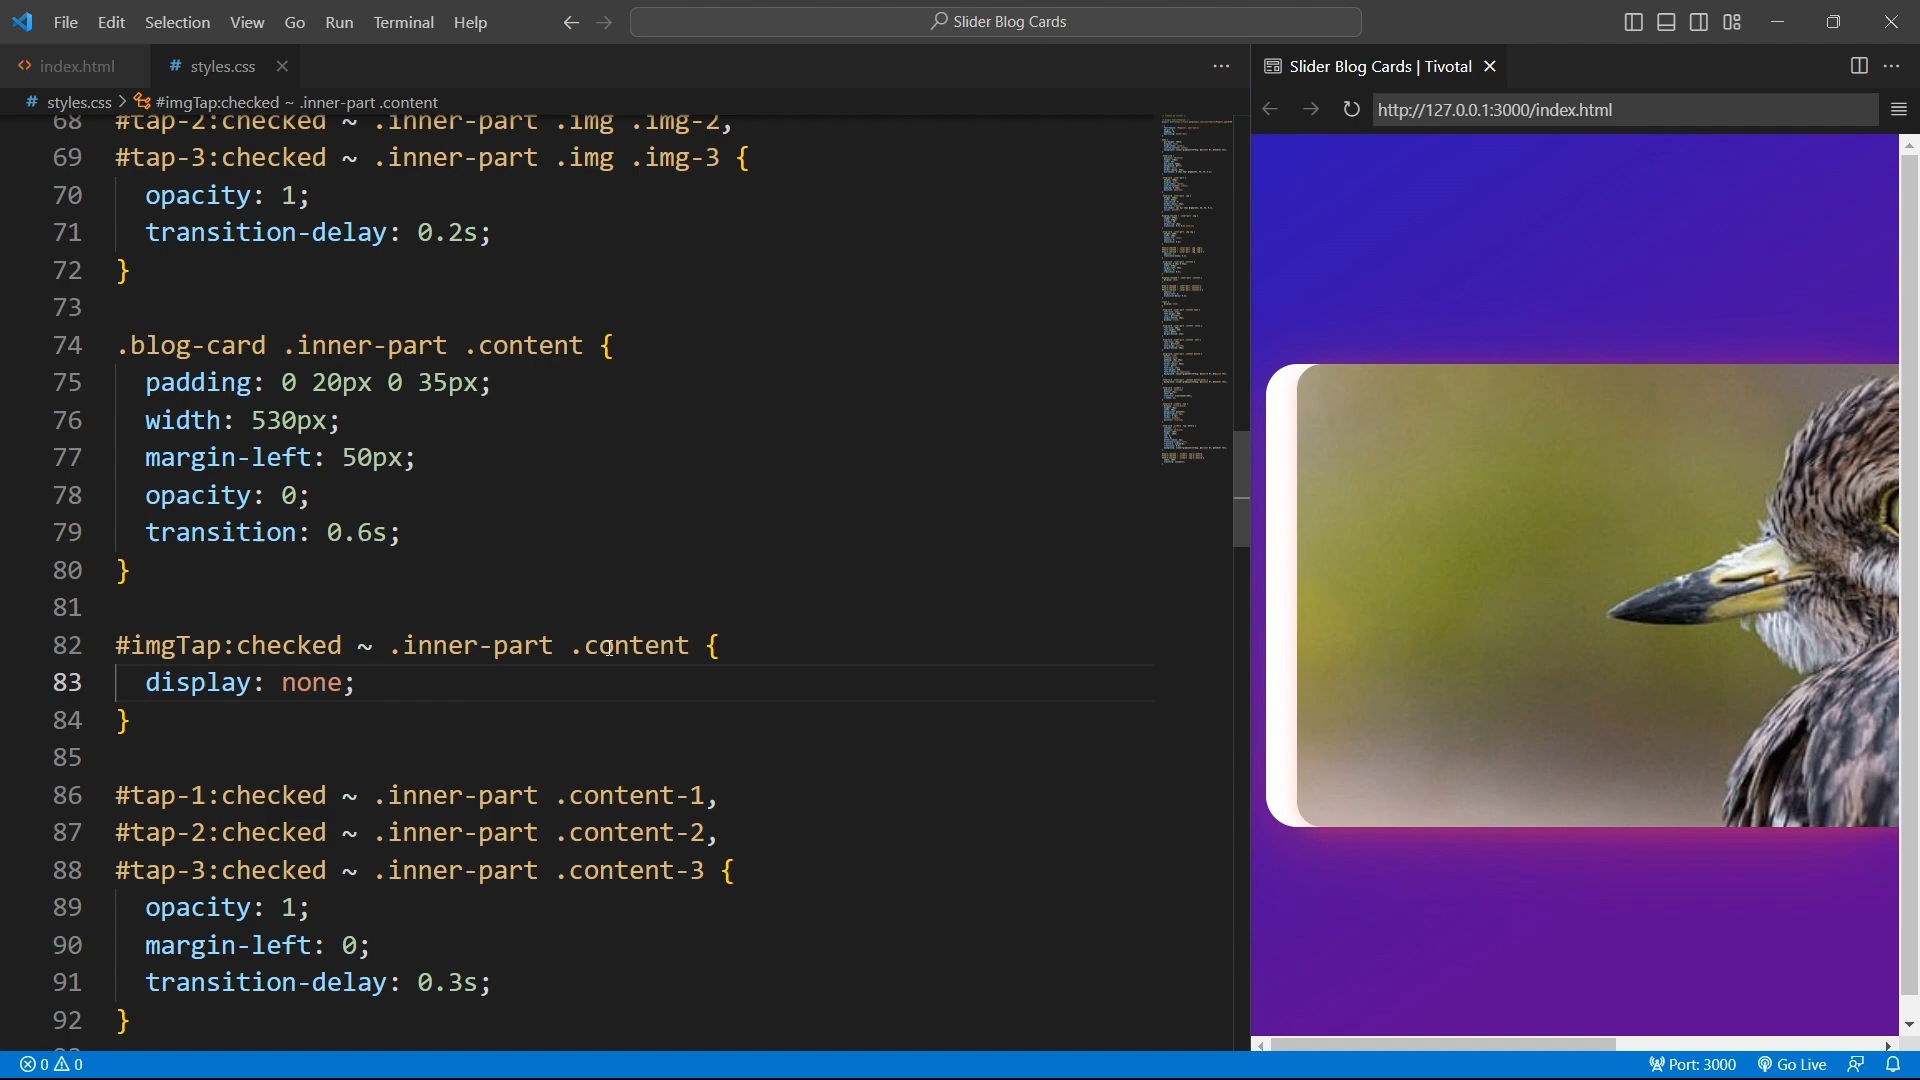 File Edit Selection View Go Run Terminal Help
Slider Blog Cards
index.html
# styles.css
Slider Blog Cards | Tivotal
# styles.css > #imgTap:checked ~ .inner-part .content
http://127.0.0.1:3000/index.html
68 #tap-2:checked ~ .inner-part .img .img-2,
69 #tap-3:checked ~ .inner-part .img .img-3 {
70 opacity: 1;
71 transition-delay: 0.2s;
72 }
73
74 .blog-card .inner-part .content {
75 padding: 0 20px 0 35px;
76 width: 530px;
77 margin-left: 50px;
78 opacity: 0;
79 transition: 0.6s;
80 }
81
82 #imgTap:checked ~ .inner-part .content {
83 display: none;
84 }
85
86 #tap-1:checked ~ .inner-part .content-1,
87 #tap-2:checked ~ .inner-part .content-2,
88 #tap-3:checked ~ .inner-part .content-3 {
89 opacity: 1;
90 margin-left: 0;
91 transition-delay: 0.3s;
92 }
0 0
Port: 3000
Go Live